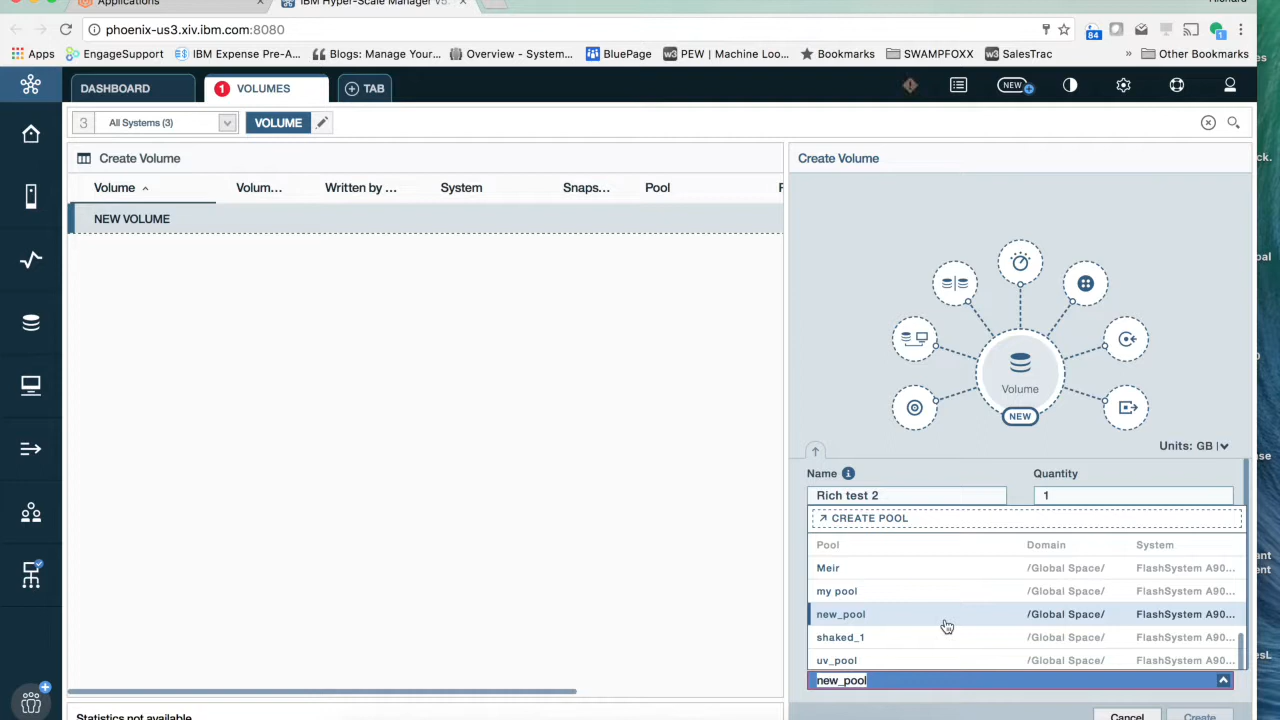 Applications
IBM Hyper-Scale Manager v5.
phoenix-us3.xiv.ibm.com:8080
84
1
Apps
EngageSupport
IBM Expense Pre-A...
Blogs: Manage Your...
Overview - System...
BluePage
w3
PEW | Machine Lo...
Bookmarks
SWAMPFOXX
w3
SalesTrac
»
Other Bookmarks
DASHBOARD
1
VOLUMES
TAB
NEW
3
All Systems (3)
VOLUME
Create Volume
Volume
Volum...
Written by ...
System
Snaps...
Pool
NEW VOLUME
Create Volume
Volume
NEW
Units: GB
Name
Quantity
Rich test 2
1
CREATE POOL
Pool Domain System
Meir /Global Space/ FlashSystem A90...
my pool /Global Space/ FlashSystem A90...
new_pool /Global Space/ FlashSystem A90...
shaked_1 /Global Space/ FlashSystem A90...
uv_pool /Global Space/ FlashSystem A90...
new_pool
Cancel
Create
Statistics not available